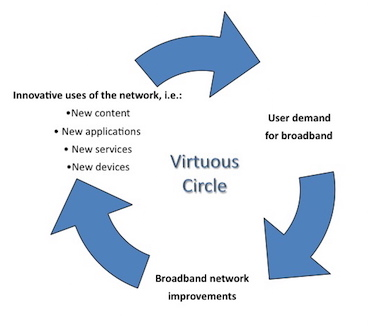 Innovative uses of the network, i.e.:
•New content
• New applications
• New services
•New devices
User demand
for broadband
Virtuous
Circle
Broadband network
improvements